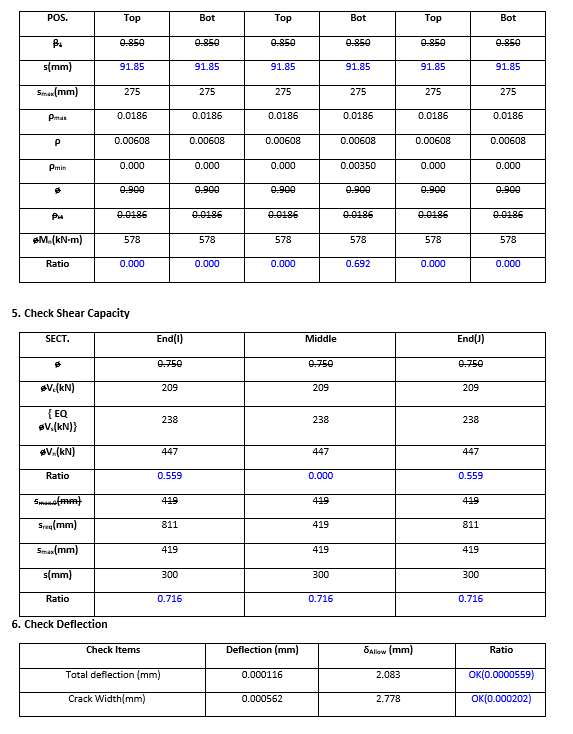 POS. Top Bot Top Bot Top Bot
β₁ 0.850 0.850 0.850 0.850 0.850 0.850
s(mm) 91.85 91.85 91.85 91.85 91.85 91.85
sₘₐₓ(mm) 275 275 275 275 275 275
ρₘₐₓ 0.0186 0.0186 0.0186 0.0186 0.0186 0.0186
ρ 0.00608 0.00608 0.00608 0.00608 0.00608 0.00608
ρₘᵢₙ 0.000 0.000 0.000 0.00350 0.000 0.000
ø 0.900 0.900 0.900 0.900 0.900 0.900
0.0186 0.0186 0.0186 0.0186 0.0186 0.0186
øMₙ(kN·m) 578 578 578 578 578 578
Ratio 0.000 0.000 0.000 0.692 0.000 0.000
5. Check Shear Capacity
SECT. End(I) Middle End(J)
ø 0.750 0.750 0.750
øV꜀(kN) 209 209 209
{ EQ
øVₛ(kN)} 238 238 238
øVₙ(kN) 447 447 447
Ratio 0.559 0.000 0.559
sₘₐₓ.₀(mm) 419 419 419
sᵣₑq(mm) 811 419 811
sₘₐₓ(mm) 419 419 419
s(mm) 300 300 300
Ratio 0.716 0.716 0.716
6. Check Deflection
Check Items Deflection (mm) δAllow (mm) Ratio
Total deflection (mm) 0.000116 2.083 OK(0.0000559)
Crack Width(mm) 0.000562 2.778 OK(0.000202)